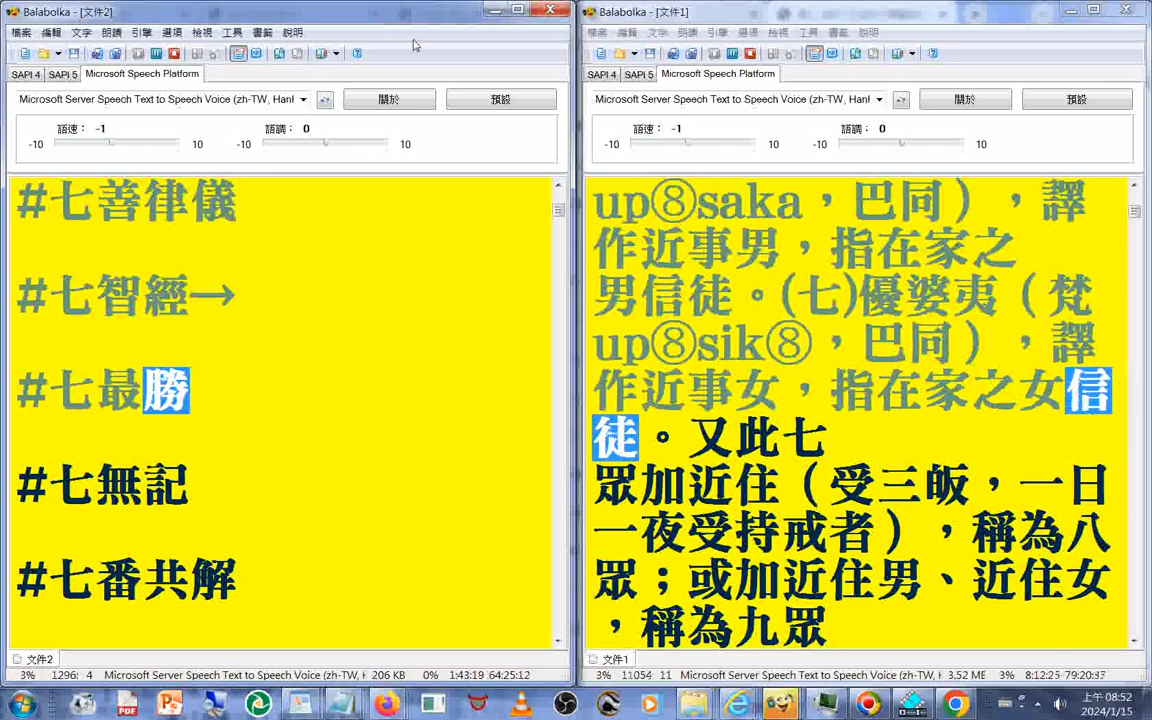 Balabolka - [文件2]
檔案 編輯 文字 朗讀 引擎 選項 檢視 工具 書籤 說明
SAPI 4 SAPI 5 Microsoft Speech Platform
Microsoft Server Speech Text to Speech Voice (zh-TW, Hanl
關於 預設
語速： -1 語調： 0
-10 10 -10 10
#七善律儀
#七智經→
#七最勝
#七無記
#七番共解
文件2
3% 1296: 4 Microsoft Server Speech Text to Speech Voice (zh-TW, H 206 KB 0% 1:43:19 64:25:12
Balabolka - [文件1]
檔案 編輯 文字 朗讀 引擎 選項 檢視 工具 書籤 說明
SAPI 4 SAPI 5 Microsoft Speech Platform
Microsoft Server Speech Text to Speech Voice (zh-TW, Hanl
關於 預設
語速： -1 語調： 0
-10 10 -10 10
up⑧saka，巴同），譯
作近事男，指在家之
男信徒。(七)優婆夷（梵
up⑧sik⑧，巴同），譯
作近事女，指在家之女信
徒。又此七
眾加近住（受三皈，一日
一夜受持戒者），稱為八
眾；或加近住男、近住女
，稱為九眾
文件1
3% 11054: 11 Microsoft Server Speech Text to Speech Voice (zh-TW, H 3.52 MB 3% 8:12:25 79:20:37
上午 08:52
2024/1/15